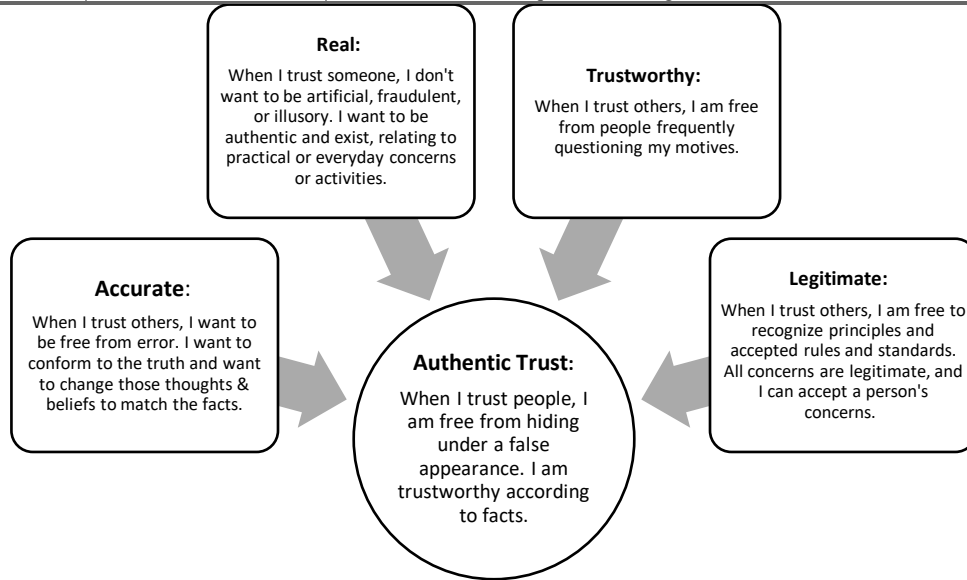 Real:
When I trust someone, I don't
want to be artificial, fraudulent,
or illusory. I want to be
authentic and exist, relating to
practical or everyday concerns
or activities.
Trustworthy:
When I trust others, I am free
from people frequently
questioning my motives.
Accurate:
When I trust others, I want to
be free from error. I want to
conform to the truth and want
to change those thoughts &
beliefs to match the facts.
Legitimate:
When I trust others, I am free to
recognize principles and
accepted rules and standards.
All concerns are legitimate, and
I can accept a person's
concerns.
Authentic Trust:
When I trust people, I
am free from hiding
under a false
appearance. I am
trustworthy according
to facts.